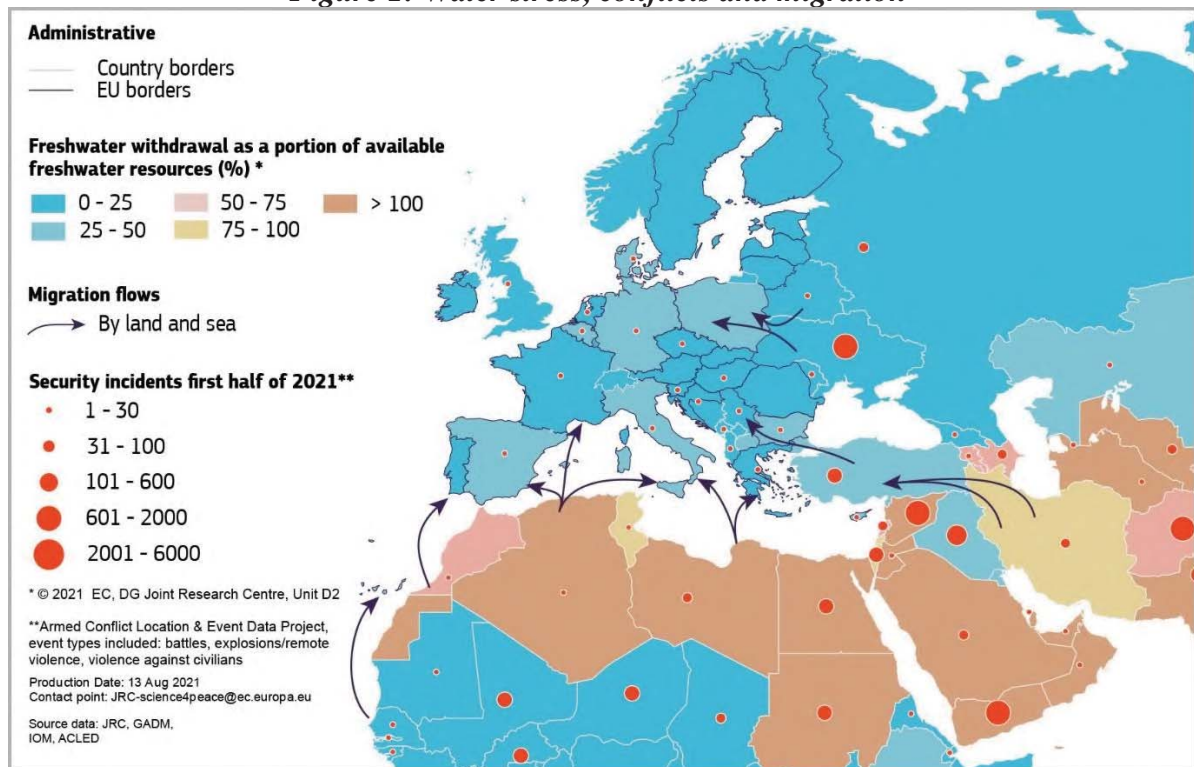 Figure 2: Water stress, conflicts and migration
Administrative
Country borders
EU borders
Freshwater withdrawal as a portion of available
freshwater resources (%) *
0 - 25
50 - 75
> 100
25 - 50
75 - 100
Migration flows
By land and sea
Security incidents first half of 2021**
1 - 30
31 - 100
101 - 600
601 - 2000
2001 - 6000
* © 2021 EC, DG Joint Research Centre, Unit D2
**Armed Conflict Location & Event Data Project,
event types included: battles, explosions/remote
violence, violence against civilians
Production Date: 13 Aug 2021
Contact point: JRC-science4peace@ec.europa.eu
Source data: JRC, GADM,
IOM, ACLED